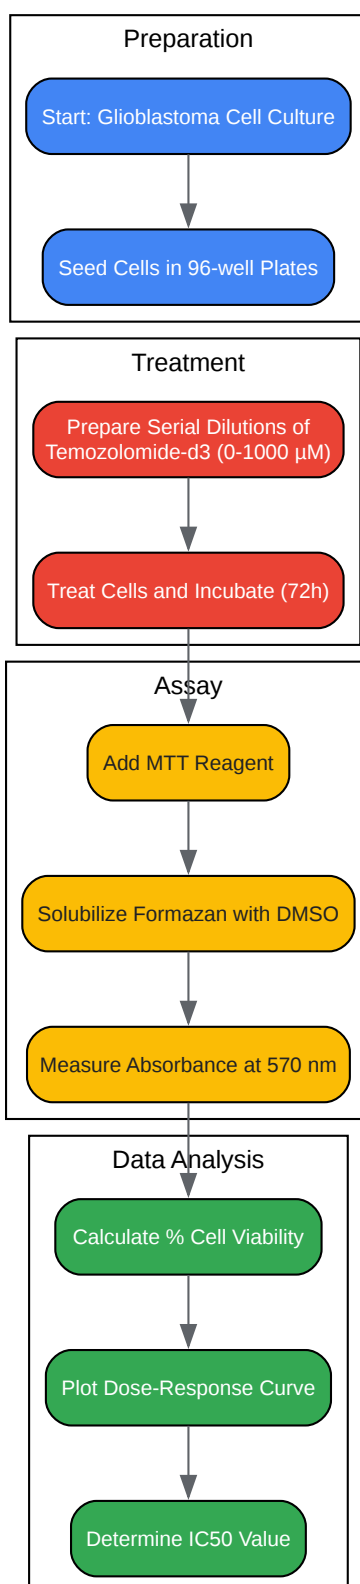 Preparation
Start: Glioblastoma Cell Culture
Seed Cells in 96-well Plates
Treatment
Prepare Serial Dilutions of
Temozolomide-d3 (0-1000 µM)
Treat Cells and Incubate (72h)
Assay
Add MTT Reagent
Solubilize Formazan with DMSO
Measure Absorbance at 570 nm
Data Analysis
Calculate % Cell Viability
Plot Dose-Response Curve
Determine IC50 Value